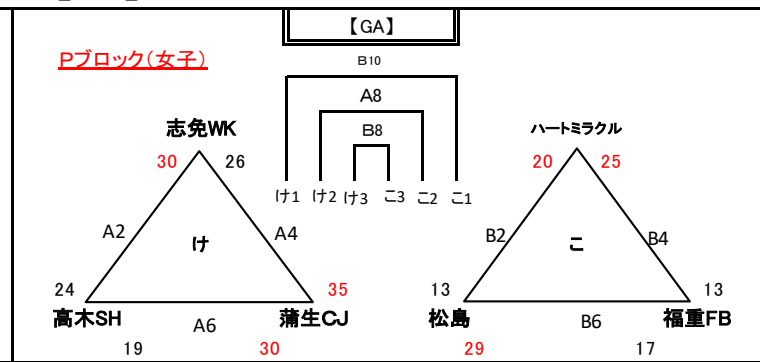 【GA】
Pブロック(女子)
B10
A8
B8
志免WK
ハートミラクル
30 26
20 25
け1 け2 け3 こ3 こ2 こ1
A2 け A4
B2 こ B4
24 35
13 13
高木SH A6 蒲生CJ
松島 B6 福重FB
19 30
29 17